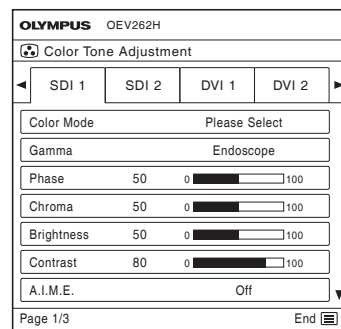 OLYMPUS OEV262H
Color Tone Adjustment
SDI 1 SDI 2 DVI 1 DVI 2
Color Mode Please Select
Gamma Endoscope
Phase 50 0 100
Chroma 50 0 100
Brightness 50 0 100
Contrast 80 0 100
A.I.M.E. Off
Page 1/3 End